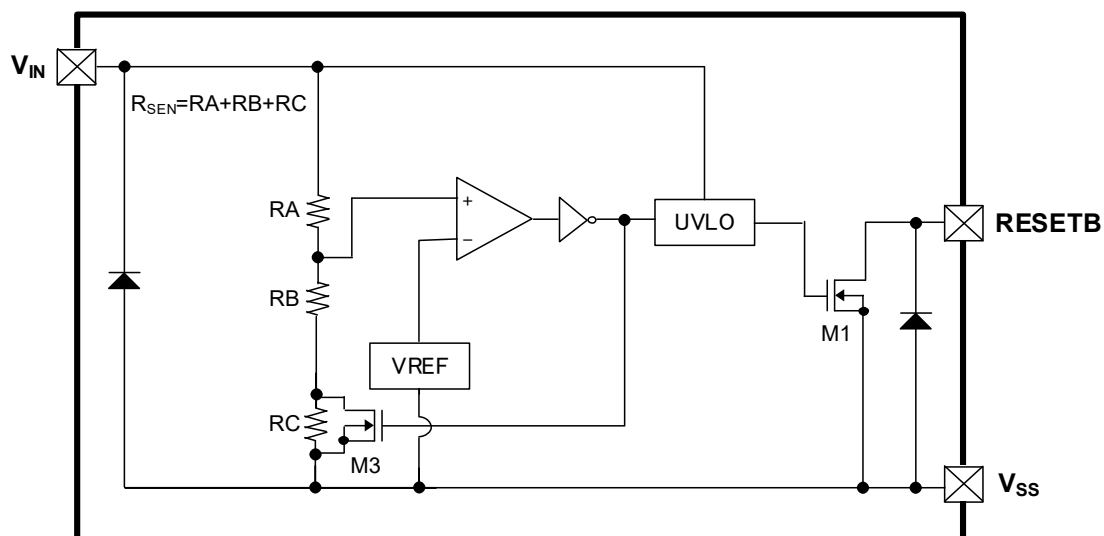 VIN
RSEN=RA+RB+RC
RA
+
−
UVLO
RESETB
RB
M1
VREF
RC
M3
VSS